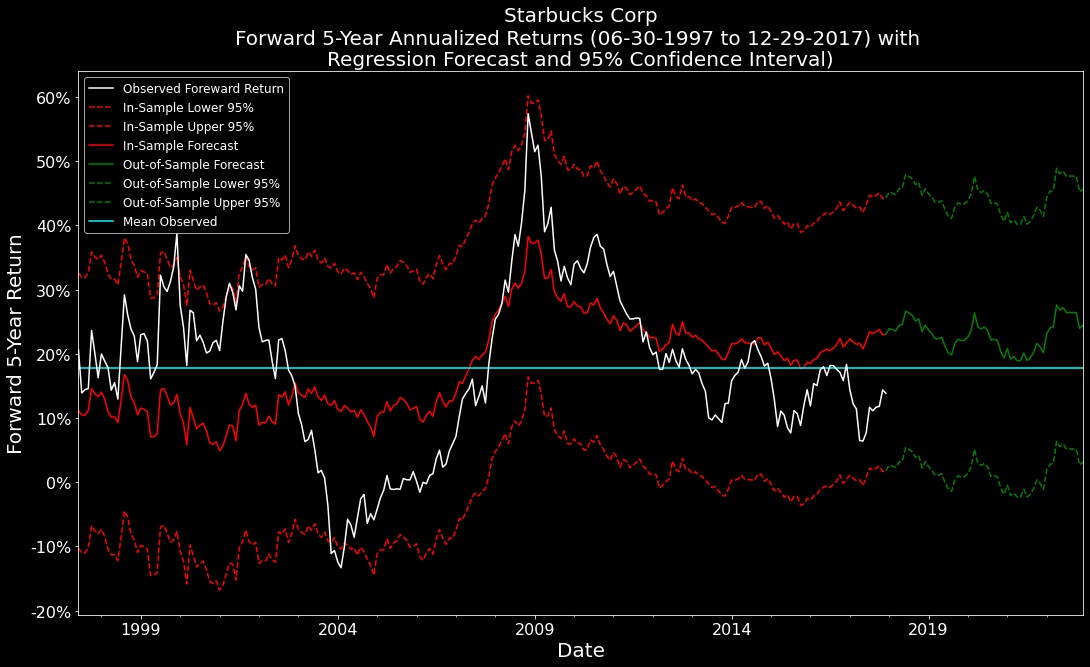 Starbucks Corp
Forward 5-Year Annualized Returns (06-30-1997 to 12-29-2017) with
Regression Forecast and 95% Confidence Interval)
Observed Foreward Return
In-Sample Lower 95%
In-Sample Upper 95%
In-Sample Forecast
Out-of-Sample Forecast
Out-of-Sample Lower 95%
Out-of-Sample Upper 95%
Mean Observed
Forward 5-Year Return
60%
50%
40%
30%
20%
10%
0%
-10%
-20%
1999
2004
2009
2014
2019
Date